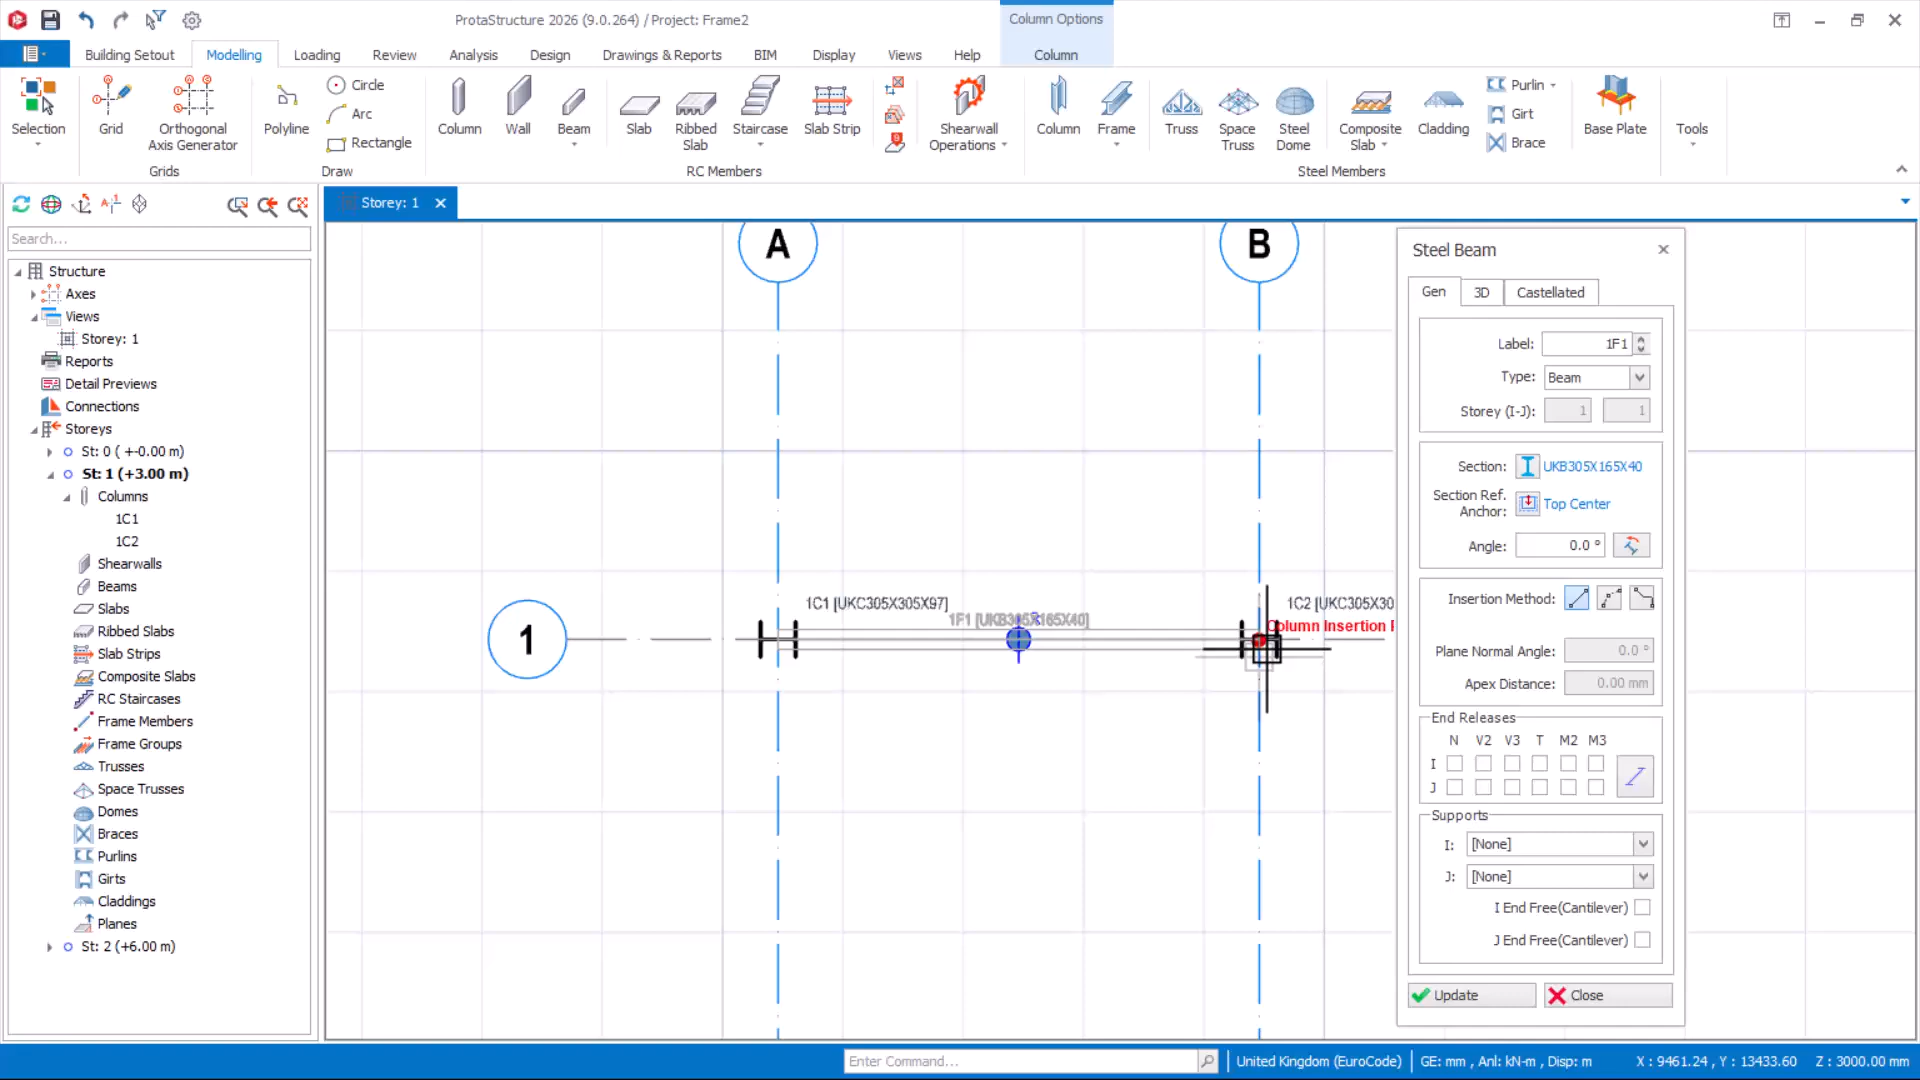 ProtaStructure 2026 (9.0.264) / Project: Frame2
Column Options
Building Setout
Modelling
Loading
Review
Analysis
Design
Drawings & Reports
BIM
Display
Views
Help
Column
Selection
Grid
Orthogonal
Axis Generator
Grids
Polyline
Circle
Arc
Rectangle
Draw
Column
Wall
Beam
Slab
Ribbed
Slab
Staircase
Slab Strip
Shearwall
Operations
RC Members
Column
Frame
Truss
Space
Truss
Steel
Dome
Composite
Slab
Cladding
Purlin
Girt
Brace
Steel Members
Base Plate
Tools
Search...
Structure
Axes
Views
Storey: 1
Reports
Detail Previews
Connections
Storeys
St: 0 ( +-0.00 m)
St: 1 (+3.00 m)
Columns
1C1
1C2
Shearwalls
Beams
Slabs
Ribbed Slabs
Slab Strips
Composite Slabs
RC Staircases
Frame Members
Frame Groups
Trusses
Space Trusses
Domes
Braces
Purlins
Girts
Claddings
Planes
St: 2 (+6.00 m)
Storey: 1
A
B
1
1C1 [UKC305X305X97]
1F1 [UKB305X165X40]
1C2 [UKC305X30
Column Insertion
Steel Beam
Gen
3D
Castellated
Label: 1F1
Type: Beam
Storey (I-J): 1 1
Section: UKB305X165X40
Section Ref.
Anchor: Top Center
Angle: 0.0 °
Insertion Method:
Plane Normal Angle: 0.0 °
Apex Distance: 0.00 mm
End Releases
N V2 V3 T M2 M3
I
J
Supports
I: [None]
J: [None]
I End Free(Cantilever)
J End Free(Cantilever)
Update
Close
Enter Command...
United Kingdom (EuroCode)
GE: mm , Anl: kN-m , Disp: m
X : 9461.24 , Y : 13433.60
Z : 3000.00 mm